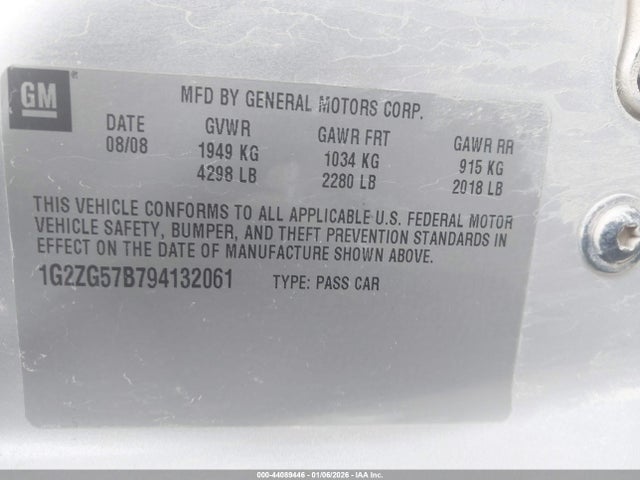 GM®
MFD BY GENERAL MOTORS CORP.
DATE GVWR GAWR FRT GAWR RR
08/08 1949 KG 1034 KG 915 KG
4298 LB 2280 LB 2018 LB
THIS VEHICLE CONFORMS TO ALL APPLICABLE U.S. FEDERAL MOTOR
VEHICLE SAFETY, BUMPER, AND THEFT PREVENTION STANDARDS IN
EFFECT ON THE DATE OF MANUFACTURE SHOWN ABOVE.
1G2ZG57B794132061 TYPE: PASS CAR
000-44089446 - 01/06/2026 - IAA Inc.